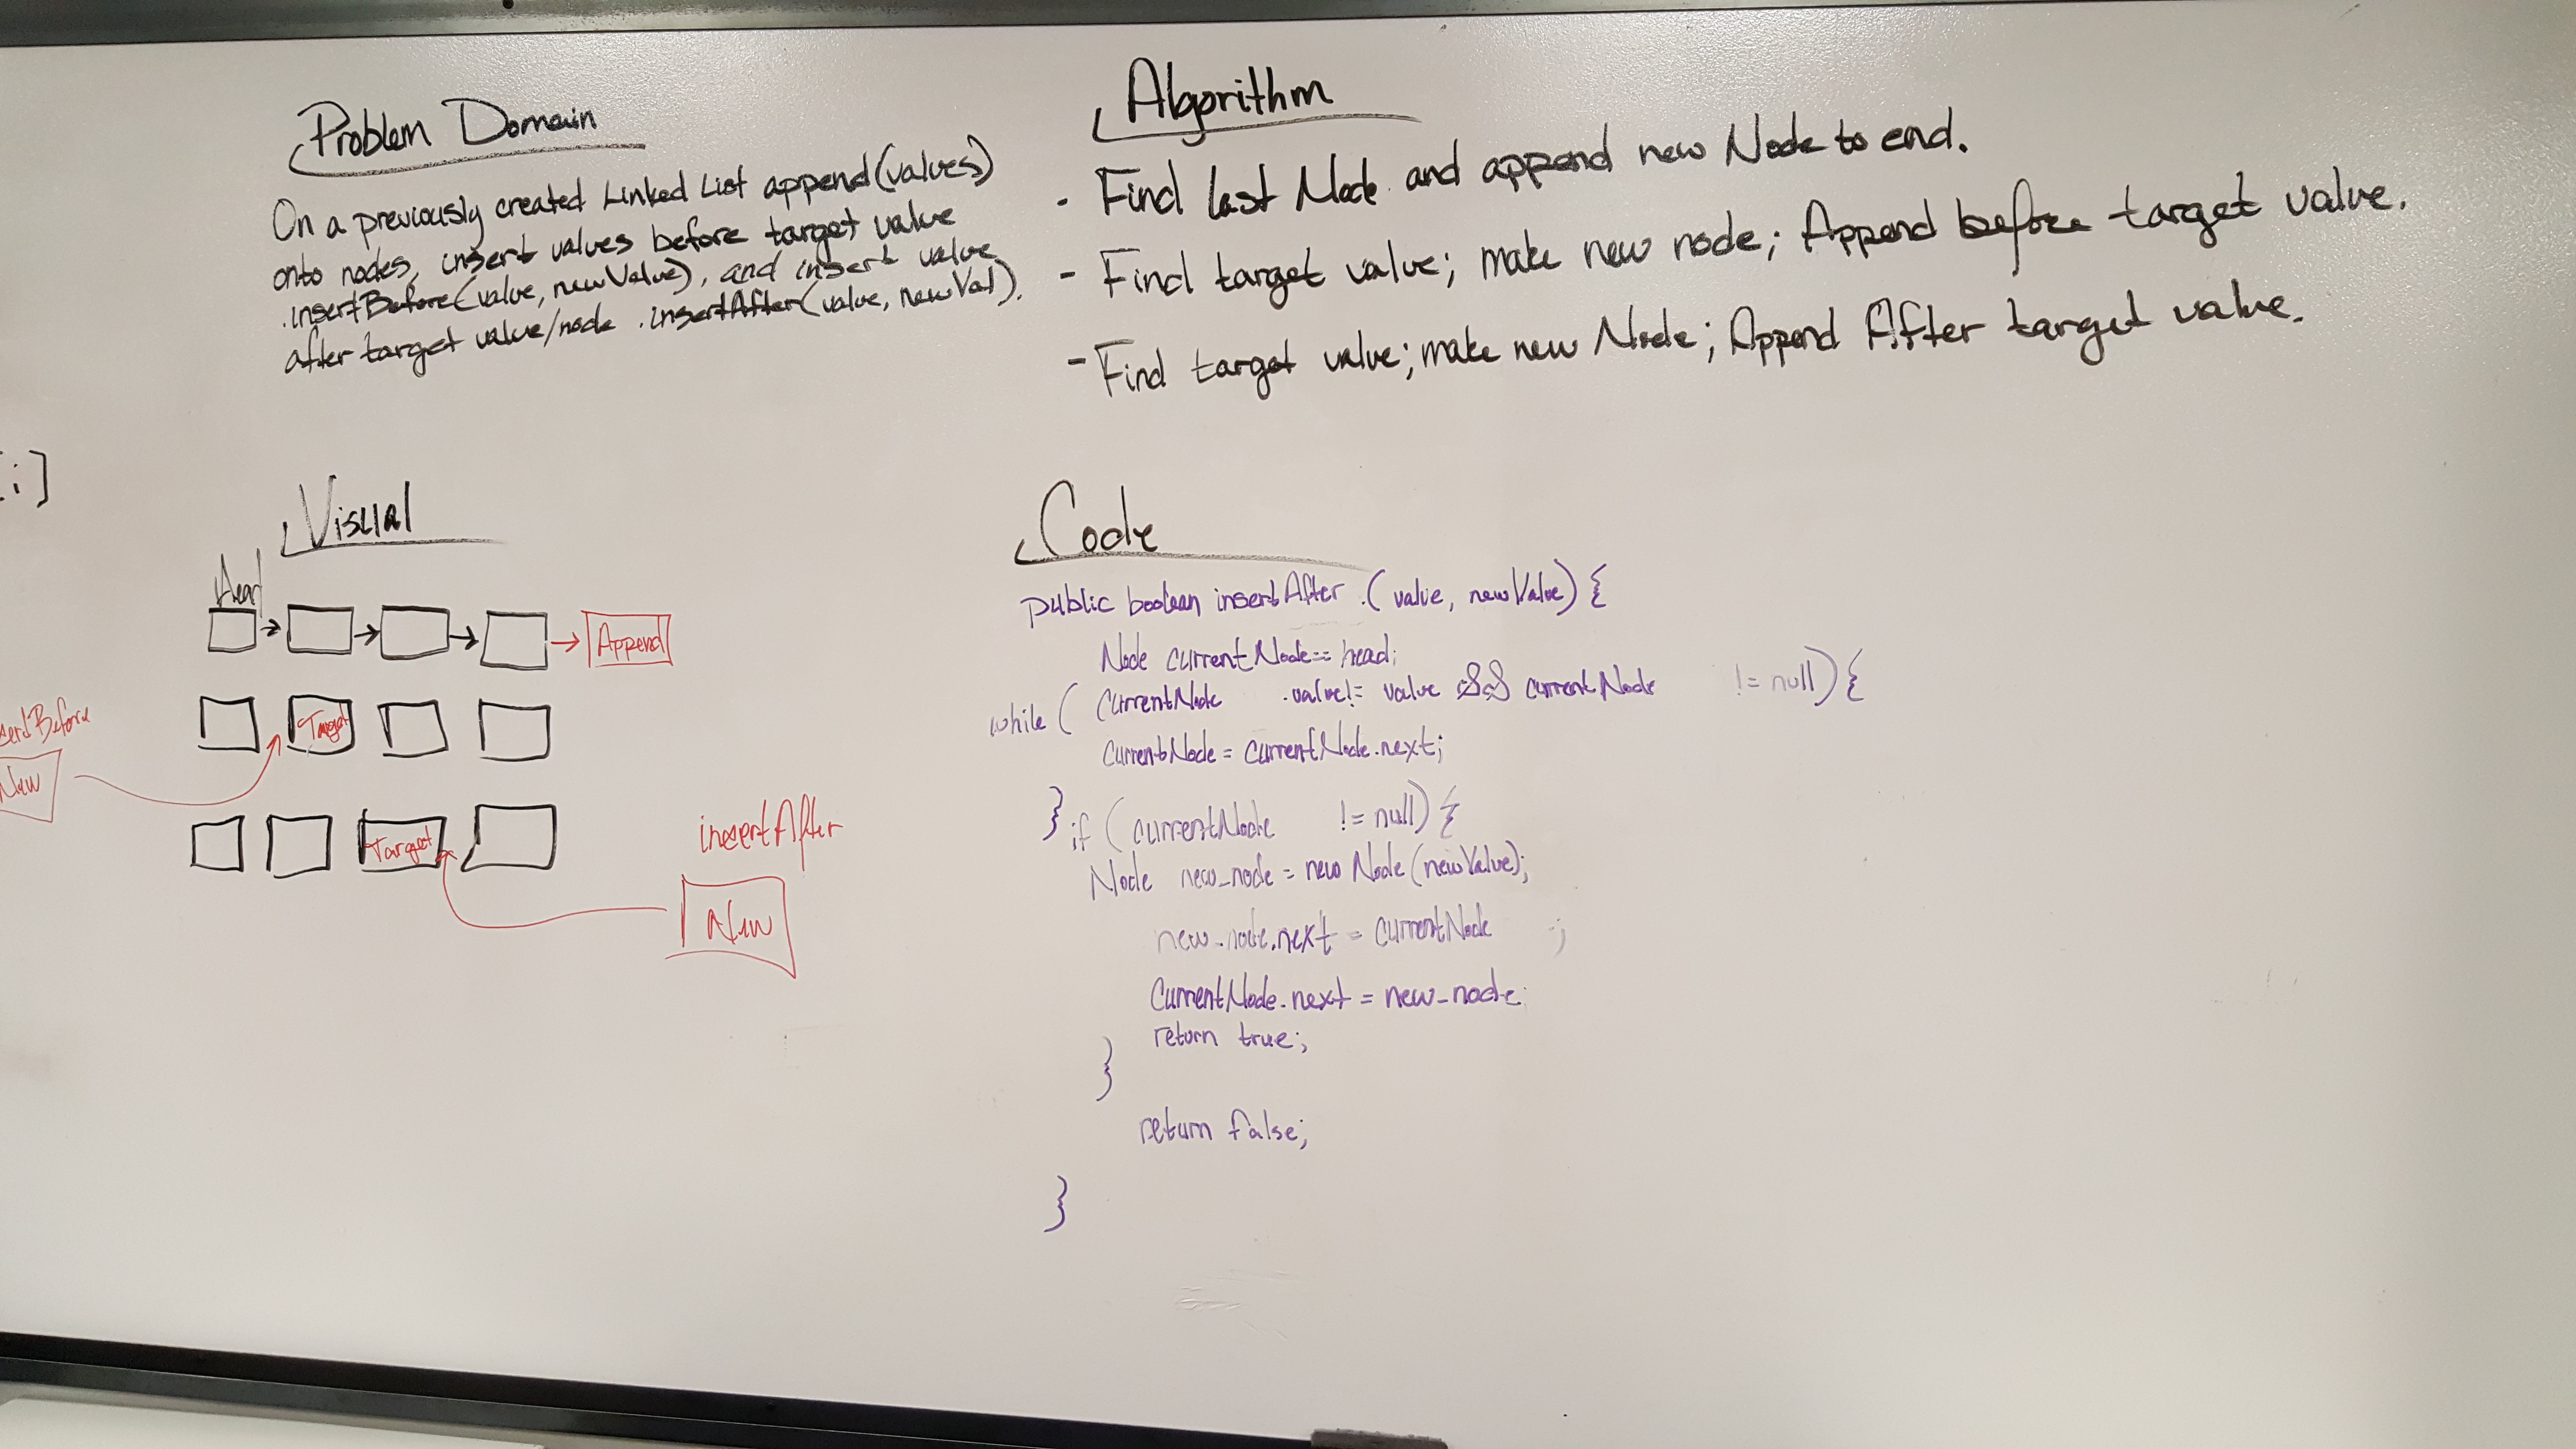 Problem Domain
On a previously created Linked List append(values)
onto nodes, insert values before target value
.insertBefore(value, newValue), and insert value
after target value/node .insertAfter(value, newVal).
Algorithm
- Find last Node and append new Node to end.
- Find target value; make new node; Append before target value.
- Find target value; make new Node; Append After target value.
i]
Visual
Head
Append
Before
Target
New
Target
insertAfter
New
Code
public boolean insertAfter.(value, newValue) {
Node currentNode = head;
while ( currentNode .value != value && currentNode != null) {
currentNode = currentNode.next;
} if (currentNode != null) {
Node new_node = new Node(newValue);
new_node.next = currentNode ;
currentNode.next = new_node
return true;
}
return false;
}